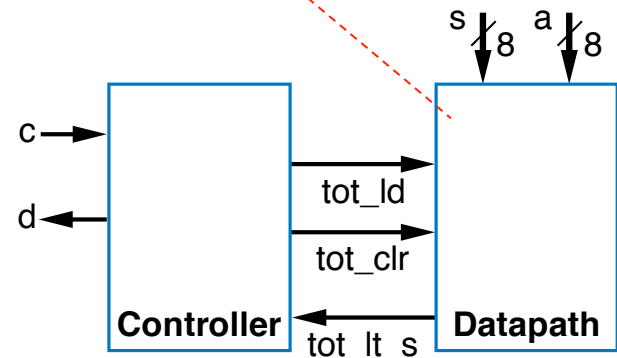 s 8 a 8
c
tot_ld
d
tot_clr
Controller Datapath
tot_lt_s